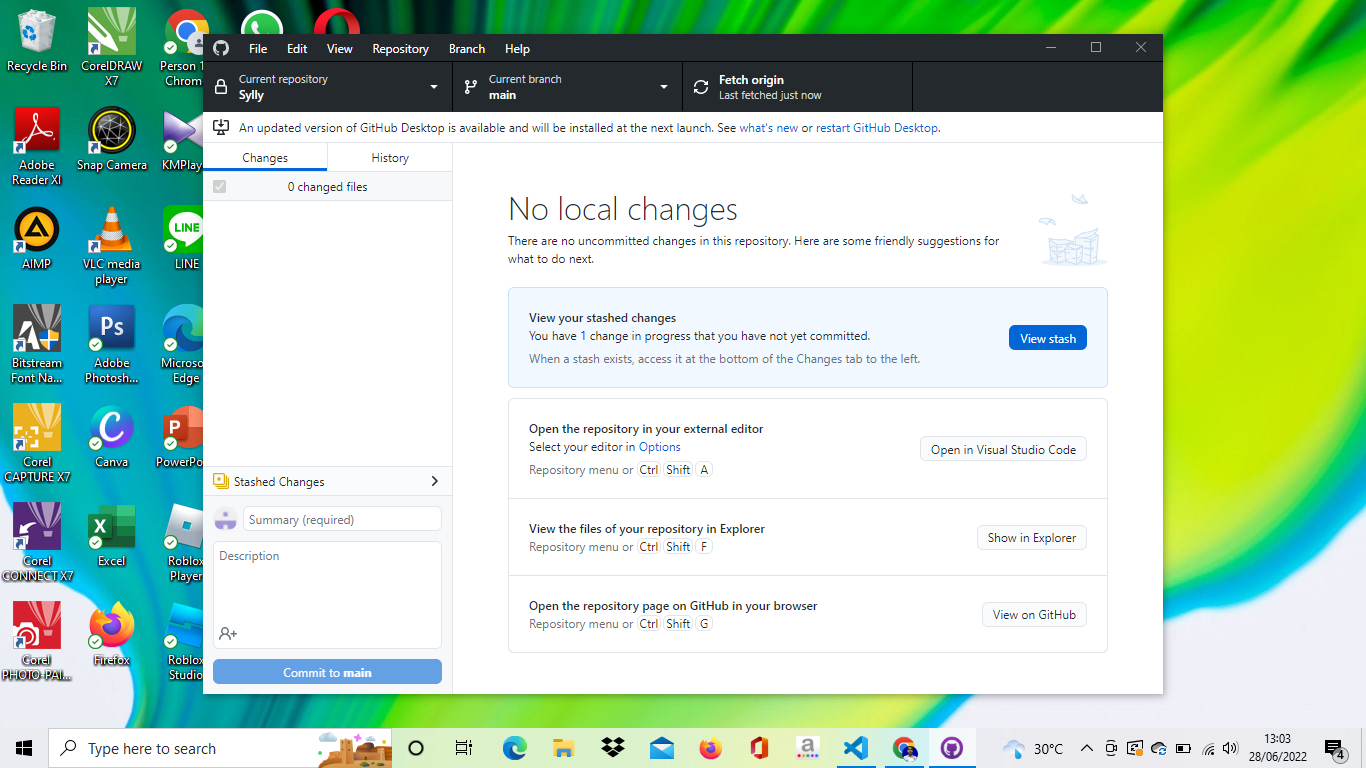 Recycle Bin
CorelDRAW
X7
Person 1
Chrom
File Edit View Repository Branch Help
Current repository
Sylly
Current branch
main
Fetch origin
Last fetched just now
An updated version of GitHub Desktop is available and will be installed at the next launch. See what's new or restart GitHub Desktop.
Changes
History
0 changed files
No local changes
There are no uncommitted changes in this repository. Here are some friendly suggestions for
what to do next.
View your stashed changes
You have 1 change in progress that you have not yet committed.
When a stash exists, access it at the bottom of the Changes tab to the left.
View stash
Open the repository in your external editor
Select your editor in Options
Repository menu or Ctrl Shift A
Open in Visual Studio Code
View the files of your repository in Explorer
Repository menu or Ctrl Shift F
Show in Explorer
Open the repository page on GitHub in your browser
Repository menu or Ctrl Shift G
View on GitHub
Stashed Changes
Summary (required)
Description
Commit to main
Adobe
Reader XI
Snap Camera
KMPlay
AIMP
VLC media
player
LINE
LINE
Bitstream
Font Na...
Ps
Adobe
Photosh...
Micros
Edge
Corel
CAPTURE X7
Canva
P
PowerPo
Corel
CONNECT X7
Excel
Roblox
Player
Corel
PHOTO-PAI...
Firefox
Roblox
Studio
Type here to search
a
30°C
13:03
28/06/2022
4